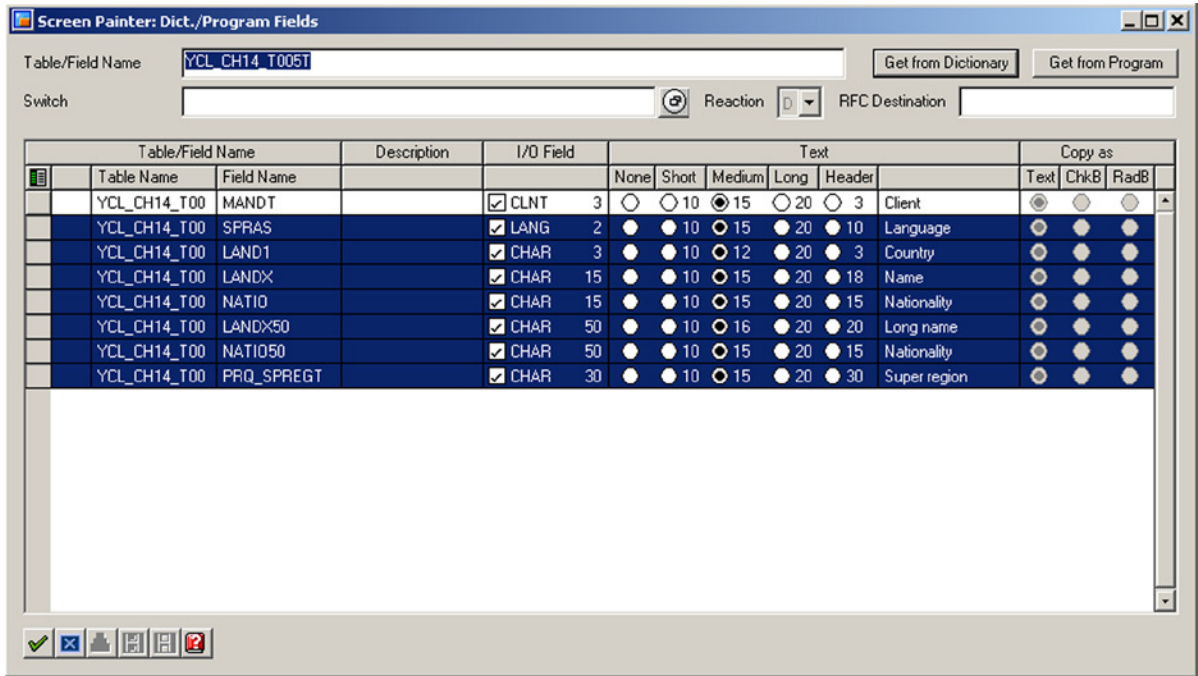 Screen Painter: Dict./Program Fields
Table/Field Name YCL_CH14_T005T Get from Dictionary Get from Program
Switch Reaction D RFC Destination
Table/Field Name Description I/O Field Text Copy as
Table Name Field Name None Short Medium Long Header Text ChkB RadB
YCL_CH14_T00 MANDT CLNT 3 10 15 20 3 Client
YCL_CH14_T00 SPRAS LANG 2 10 15 20 10 Language
YCL_CH14_T00 LAND1 CHAR 3 10 12 20 3 Country
YCL_CH14_T00 LANDX CHAR 15 10 15 20 18 Name
YCL_CH14_T00 NATIO CHAR 15 10 15 20 15 Nationality
YCL_CH14_T00 LANDX50 CHAR 50 10 16 20 20 Long name
YCL_CH14_T00 NATIO50 CHAR 50 10 15 20 15 Nationality
YCL_CH14_T00 PRQ_SPREGT CHAR 30 10 15 20 30 Super region